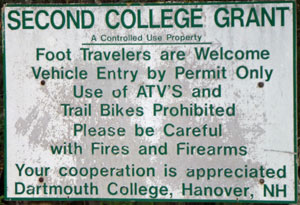 SECOND COLLEGE GRANT
A Controlled Use Property
Foot Travelers are Welcome
Vehicle Entry by Permit Only
Use of ATV'S and
Trail Bikes Prohibited
Please be Careful
with Fires and Firearms
Your cooperation is appreciated
Dartmouth College, Hanover, NH